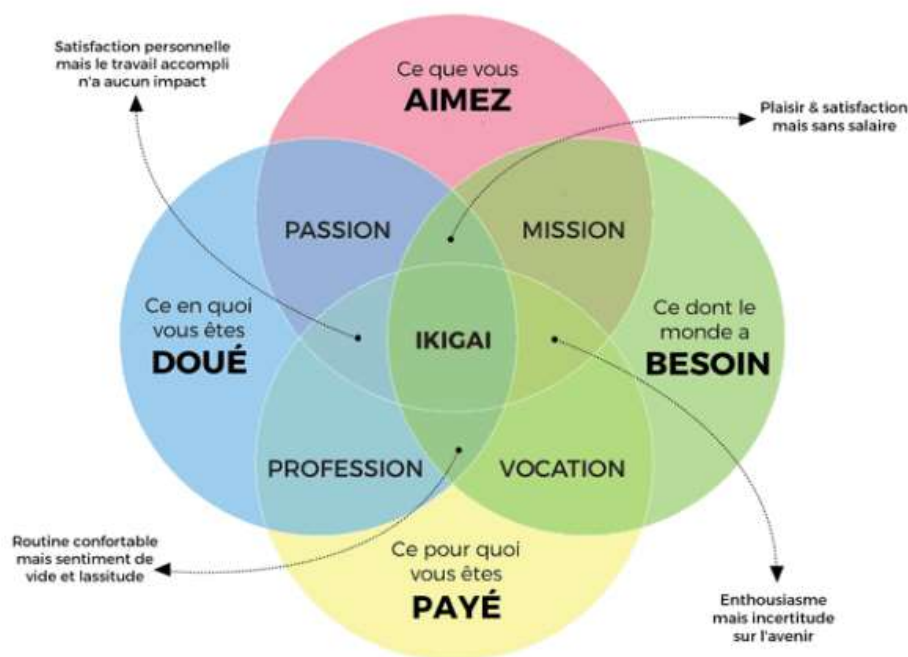 Satisfaction personnelle
mais le travail accompli
n'a aucun impact
Ce que vous
AIMEZ
Plaisir & satisfaction
mais sans salaire
PASSION
MISSION
Ce en quoi
vous êtes
DOUÉ
IKIGAI
Ce dont le
monde a
BESOIN
PROFESSION
VOCATION
Routine confortable
mais sentiment de
vide et lassitude
Ce pour quoi
vous êtes
PAYÉ
Enthousiasme
mais incertitude
sur l'avenir